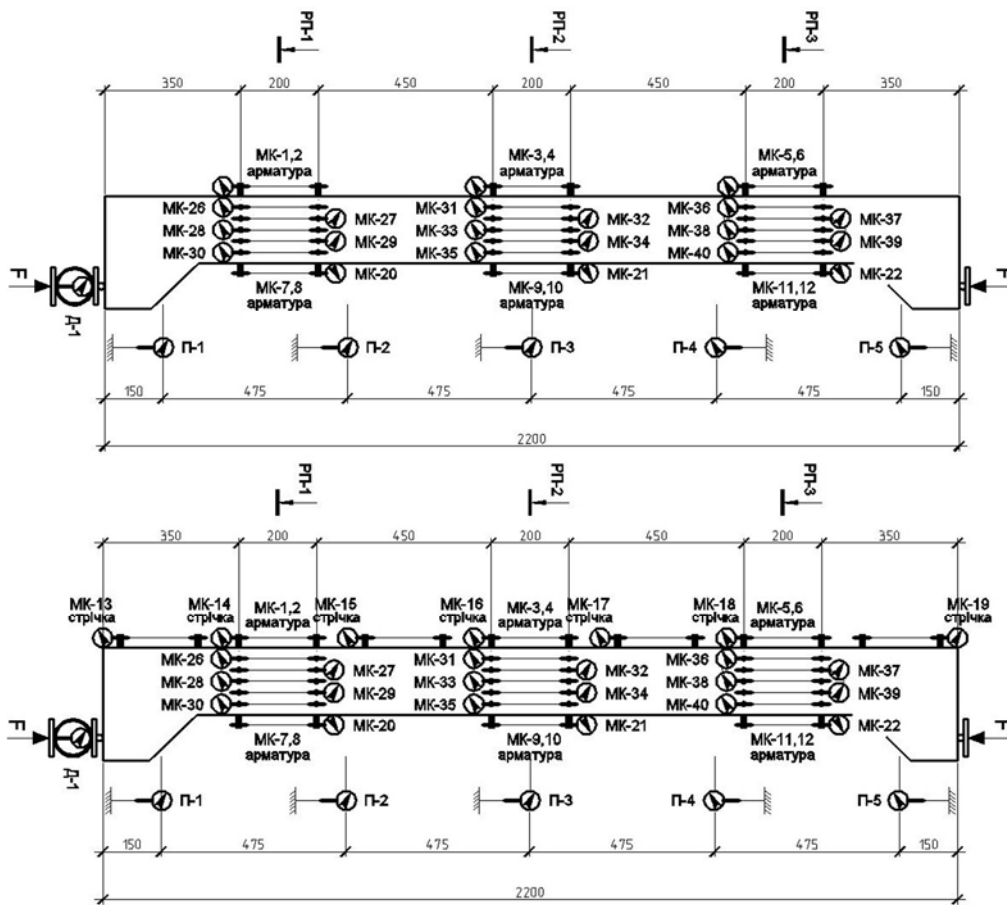 РП-1 РП-2 РП-3
350 200 450 200 450 200 350
МК-1,2 МК-3,4 МК-5,6
арматура арматура арматура
МК-26 МК-31 МК-36
МК-27 МК-32 МК-37
МК-28 МК-33 МК-38
МК-29 МК-34 МК-39
МК-30 МК-35 МК-40
F МК-20 МК-21 МК-22 F
МК-7,8 МК-9,10 МК-11,12
арматура арматура арматура
Д-1
П-1 П-2 П-3 П-4 П-5
150 475 475 475 475 150
2200
РП-1 РП-2 РП-3
350 200 450 200 450 200 350
МК-13 МК-14 МК-1,2 МК-15 МК-16 МК-3,4 МК-17 МК-18 МК-5,6 МК-19
стрічка стрічка арматура стрічка стрічка арматура стрічка стрічка арматура стрічка
МК-26 МК-31 МК-36
МК-27 МК-32 МК-37
МК-28 МК-33 МК-38
МК-29 МК-34 МК-39
МК-30 МК-35 МК-40
F МК-20 МК-21 МК-22 F
МК-7,8 МК-9,10 МК-11,12
арматура арматура арматура
Д-1
П-1 П-2 П-3 П-4 П-5
150 475 475 475 475 150
2200